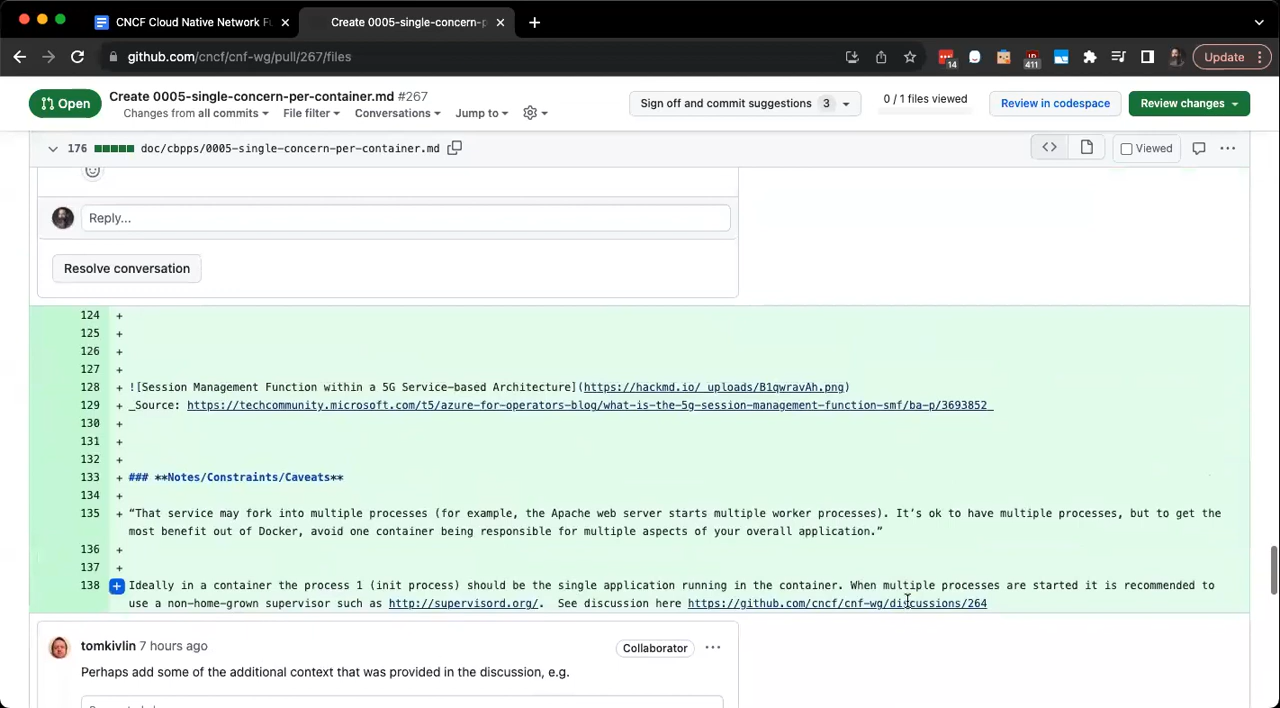 CNCF Cloud Native Network Fu
Create 0005-single-concern-p
github.com/cncf/cnf-wg/pull/267/files
14
411
Update
Open
Create 0005-single-concern-per-container.md #267
Changes from all commits
File filter
Conversations
Jump to
Sign off and commit suggestions 3
0 / 1 files viewed
Review in codespace
Review changes
176 doc/cbpps/0005-single-concern-per-container.md
Viewed
Reply...
Resolve conversation
124 +
125 +
126 +
127 +
128 + ![Session Management Function within a 5G Service-based Architecture](https://hackmd.io/_uploads/B1qwravAh.png)
129 + _Source: https://techcommunity.microsoft.com/t5/azure-for-operators-blog/what-is-the-5g-session-management-function-smf/ba-p/3693852_
130 +
131 +
132 +
133 + ### **Notes/Constraints/Caveats**
134 +
135 + “That service may fork into multiple processes (for example, the Apache web server starts multiple worker processes). It’s ok to have multiple processes, but to get the
most benefit out of Docker, avoid one container being responsible for multiple aspects of your overall application.”
136 +
137 +
138 + Ideally in a container the process 1 (init process) should be the single application running in the container. When multiple processes are started it is recommended to
use a non-home-grown supervisor such as http://supervisord.org/. See discussion here https://github.com/cncf/cnf-wg/discussions/264
tomkivlin 7 hours ago
Collaborator
Perhaps add some of the additional context that was provided in the discussion, e.g.